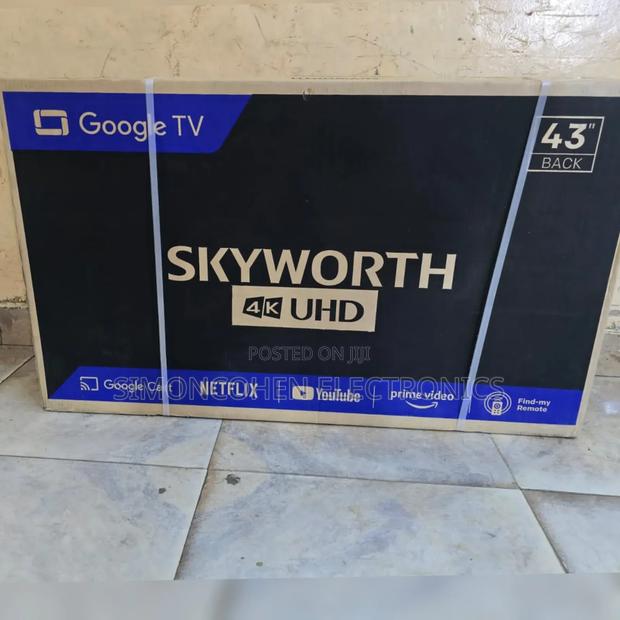 Google TV
43"
BACK
SKYWORTH
4K UHD
POSTED ON JIJI
SIMONCOHEN ELECTRONICS
Google Cast NETFLIX YouTube prime video Find-my Remote